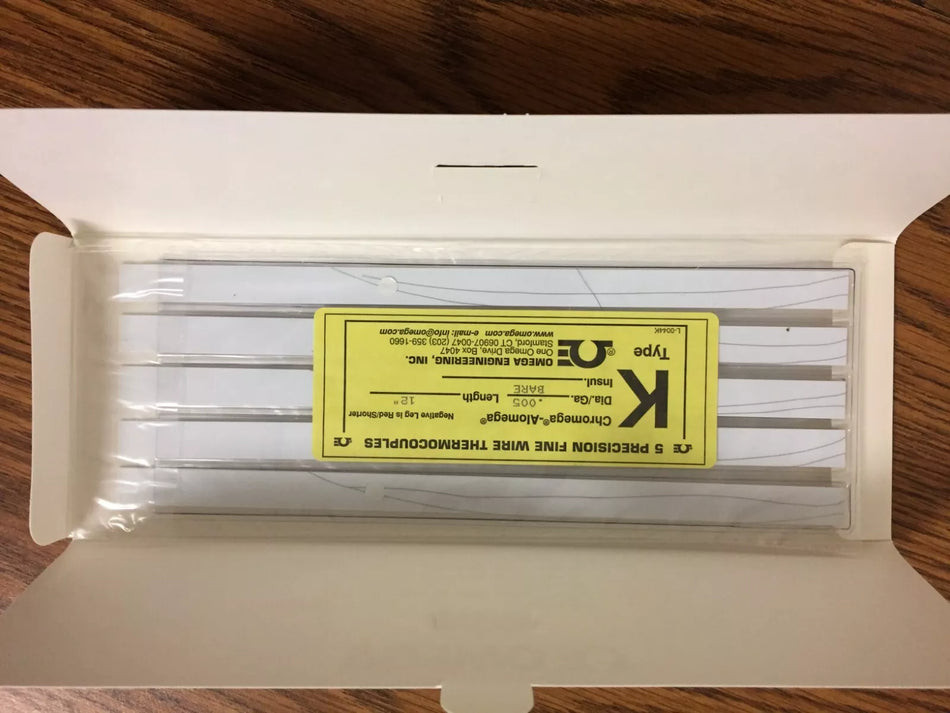 5 PRECISION FINE WIRE THERMOCOUPLES
K
Type
Chromega®-Alomega®
Negative Leg is Red/Shorter
Dia/Ga. .005 Length 12"
BARE
Insul.
OMEGA ENGINEERING, INC.
One Omega Drive, Box 4047
Stamford, CT 06907-0047 (203) 359-1660
www.omega.com e-mail: info@omega.com
L-0044K